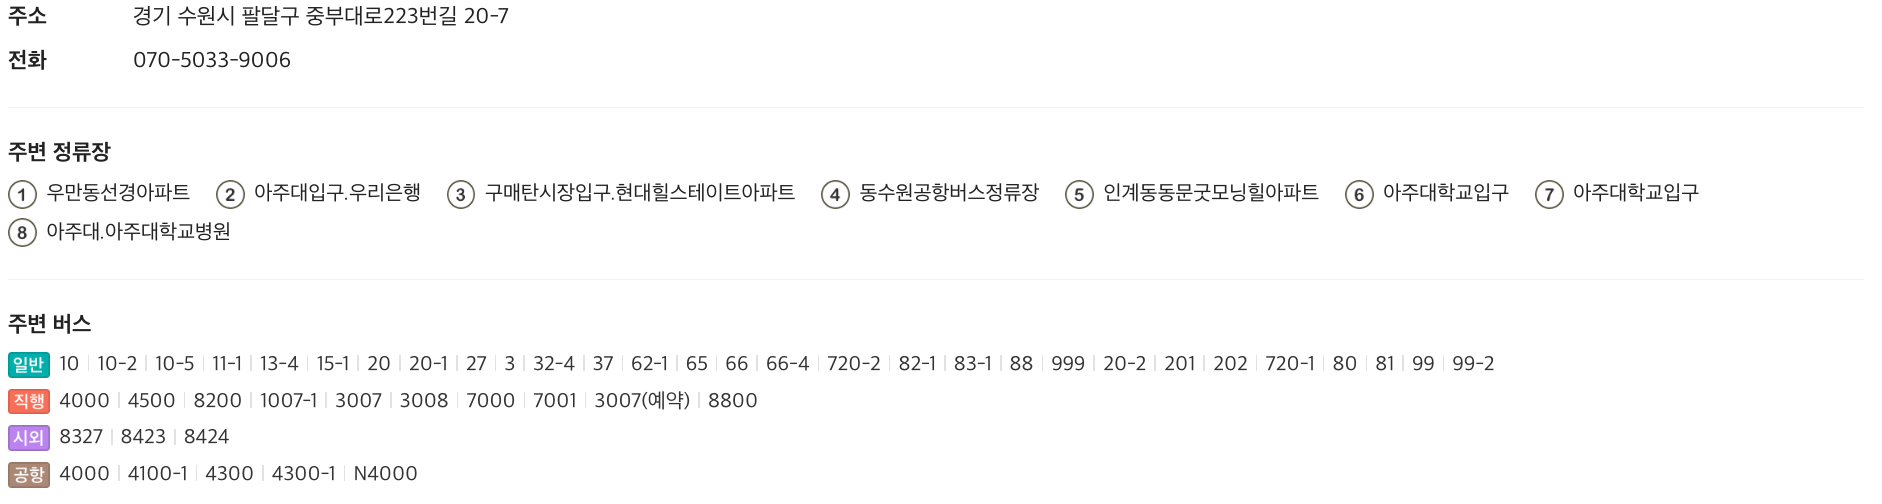 주소 경기 수원시 팔달구 중부대로223번길 20-7
전화 070-5033-9006
주변 정류장
1 우만동선경아파트 2 아주대입구.우리은행 3 구매탄시장입구.현대힐스테이트아파트 4 동수원공항버스정류장 5 인계동동문굿모닝힐아파트 6 아주대학교입구 7 아주대학교입구
8 아주대.아주대학교병원
주변 버스
일반 10 10-2 10-5 11-1 13-4 15-1 20 20-1 27 3 32-4 37 62-1 65 66 66-4 720-2 82-1 83-1 88 999 20-2 201 202 720-1 80 81 99 99-2
직행 4000 4500 8200 1007-1 3007 3008 7000 7001 3007(예약) 8800
시외 8327 8423 8424
공항 4000 4100-1 4300 4300-1 N4000